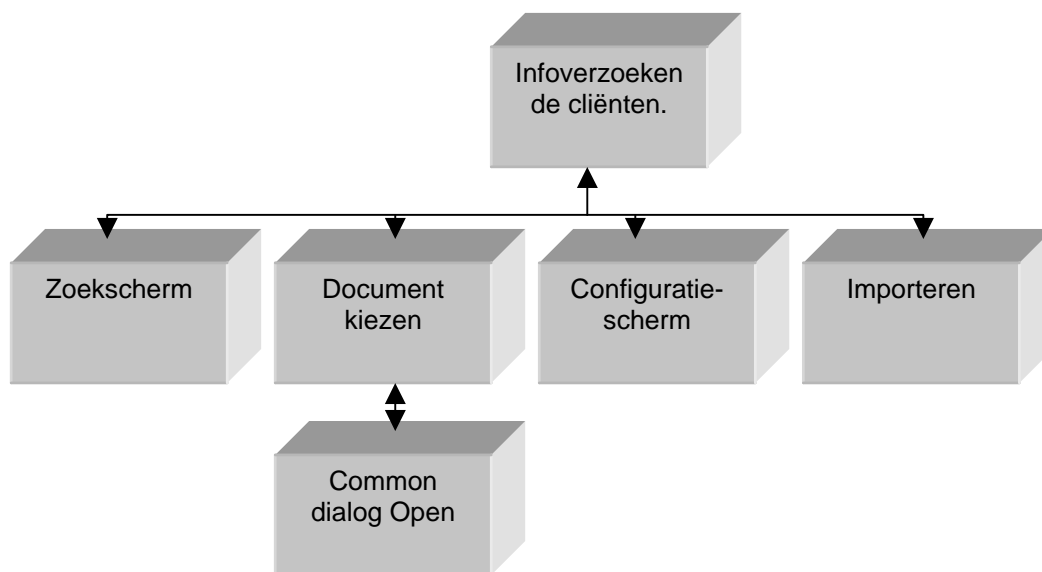 Infoverzoeken
de cliënten.
Zoekscherm
Document
kiezen
Configuratie-
scherm
Importeren
Common
dialog Open